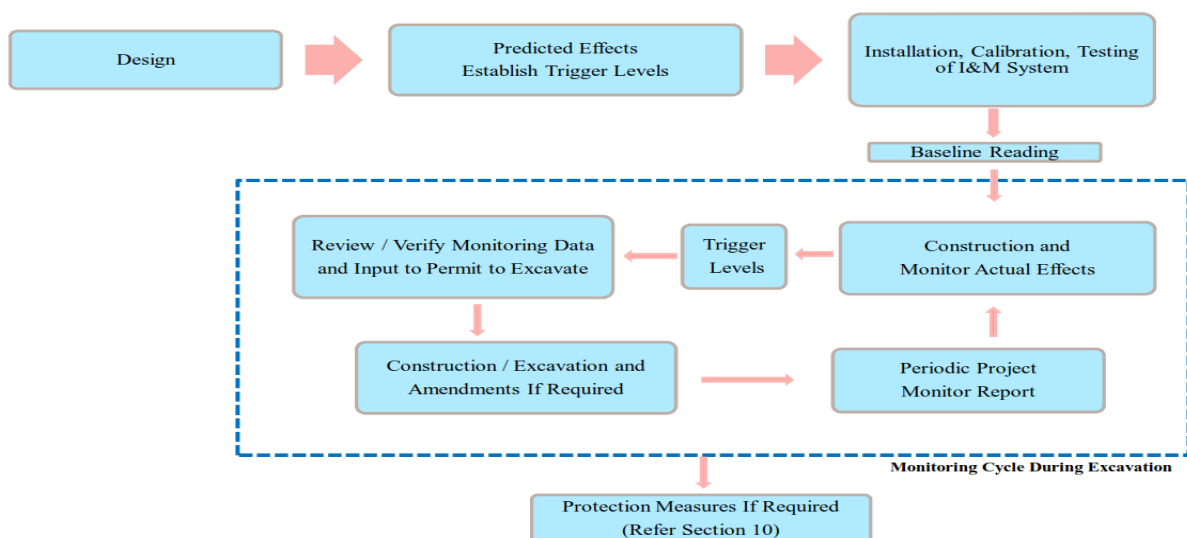 Design
Predicted Effects
Establish Trigger Levels
Installation, Calibration, Testing
of I&M System
Baseline Reading
Review / Verify Monitoring Data
and Input to Permit to Excavate
Trigger
Levels
Construction and
Monitor Actual Effects
Construction / Excavation and
Amendments If Required
Periodic Project
Monitor Report
Monitoring Cycle During Excavation
Protection Measures If Required
(Refer Section 10)